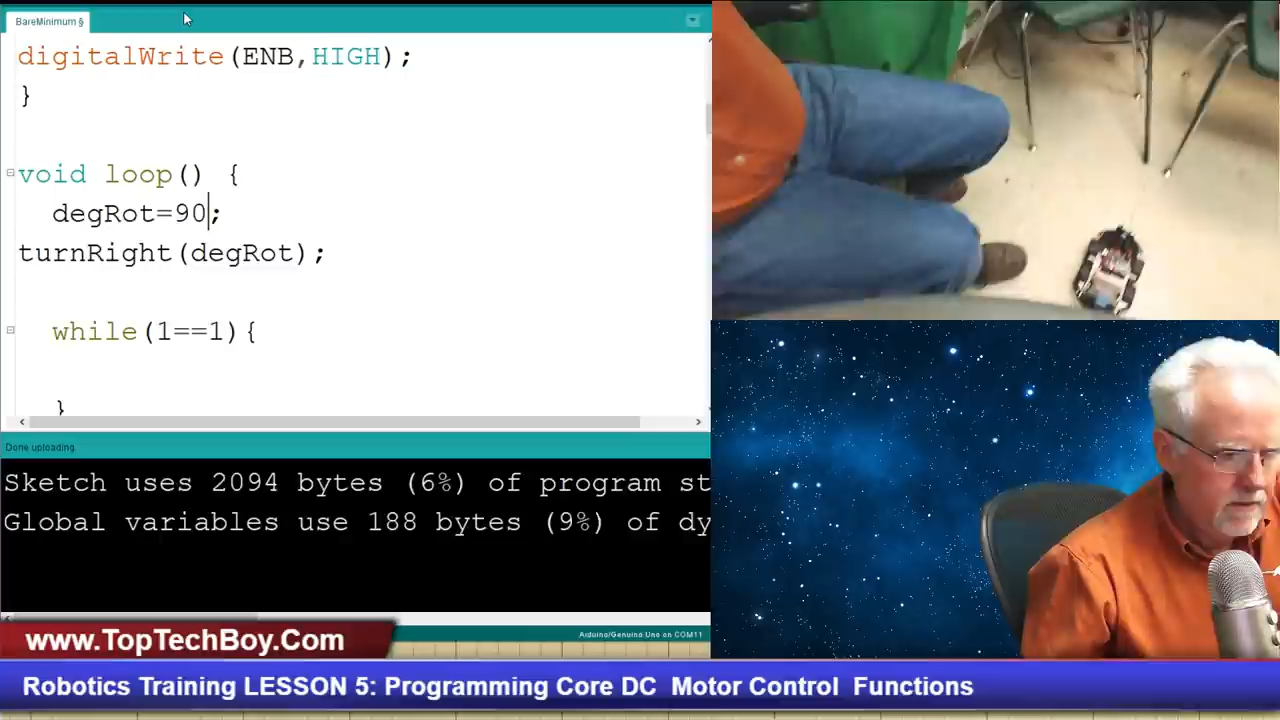 BareMinimum §
digitalWrite(ENB,HIGH);
}
void loop() {
degRot=90;
turnRight(degRot);
while(1==1){
}
Done uploading.
Sketch uses 2094 bytes (6%) of program st
Global variables use 188 bytes (9%) of dy
Arduino/Genuino Uno on COM11
www.TopTechBoy.Com
Robotics Training LESSON 5: Programming Core DC Motor Control Functions